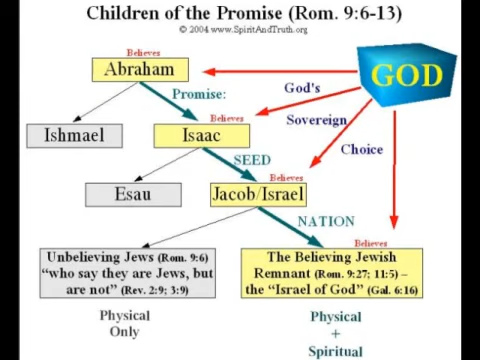 Children of the Promise (Rom. 9:6-13)
© 2004 www.SpiritAndTruth.org
Believes
Abraham
GOD
Promise:
God's
Believes
Sovereign
Ishmael
Isaac
Choice
SEED
Believes
Esau
Jacob/Israel
NATION
Believes
Unbelieving Jews (Rom. 9:6)
“who say they are Jews, but
are not” (Rev. 2:9; 3:9)
The Believing Jewish
Remnant (Rom. 9:27; 11:5) –
the “Israel of God” (Gal. 6:16)
Physical
Only
Physical
+
Spiritual